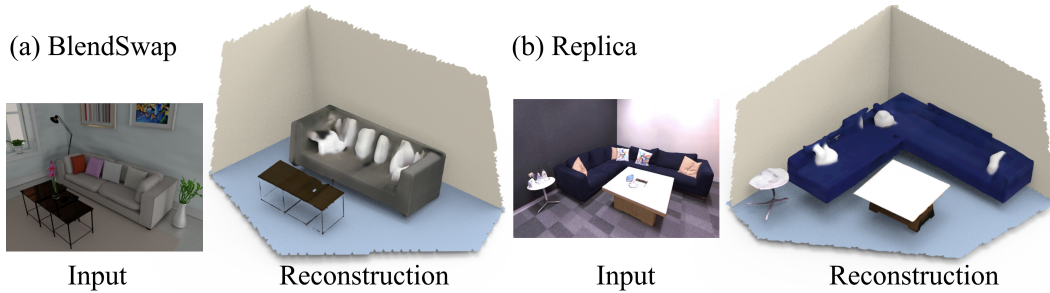 (a) BlendSwap
(b) Replica
Input
Reconstruction
Input
Reconstruction